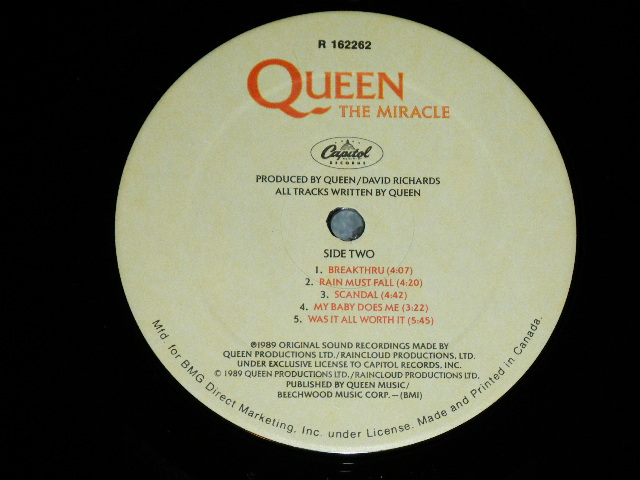 R 162262
QUEEN
THE MIRACLE
Capitol
RECORDS
PRODUCED BY QUEEN/DAVID RICHARDS
ALL TRACKS WRITTEN BY QUEEN
SIDE TWO
1. BREAKTHRU (4:07)
2. RAIN MUST FALL (4:20)
3. SCANDAL (4:42)
4. MY BABY DOES ME (3:22)
5. WAS IT ALL WORTH IT (5:45)
℗1989 ORIGINAL SOUND RECORDINGS MADE BY
QUEEN PRODUCTIONS LTD./RAINCLOUD PRODUCTIONS, LTD.
UNDER EXCLUSIVE LICENSE TO CAPITOL RECORDS, INC.
© 1989 QUEEN PRODUCTIONS LTD./RAINCLOUD PRODUCTIONS LTD.
PUBLISHED BY QUEEN MUSIC/
BEECHWOOD MUSIC CORP. — (BMI)
Mfd. for BMG Direct Marketing, Inc. under License. Made and Printed in Canada.